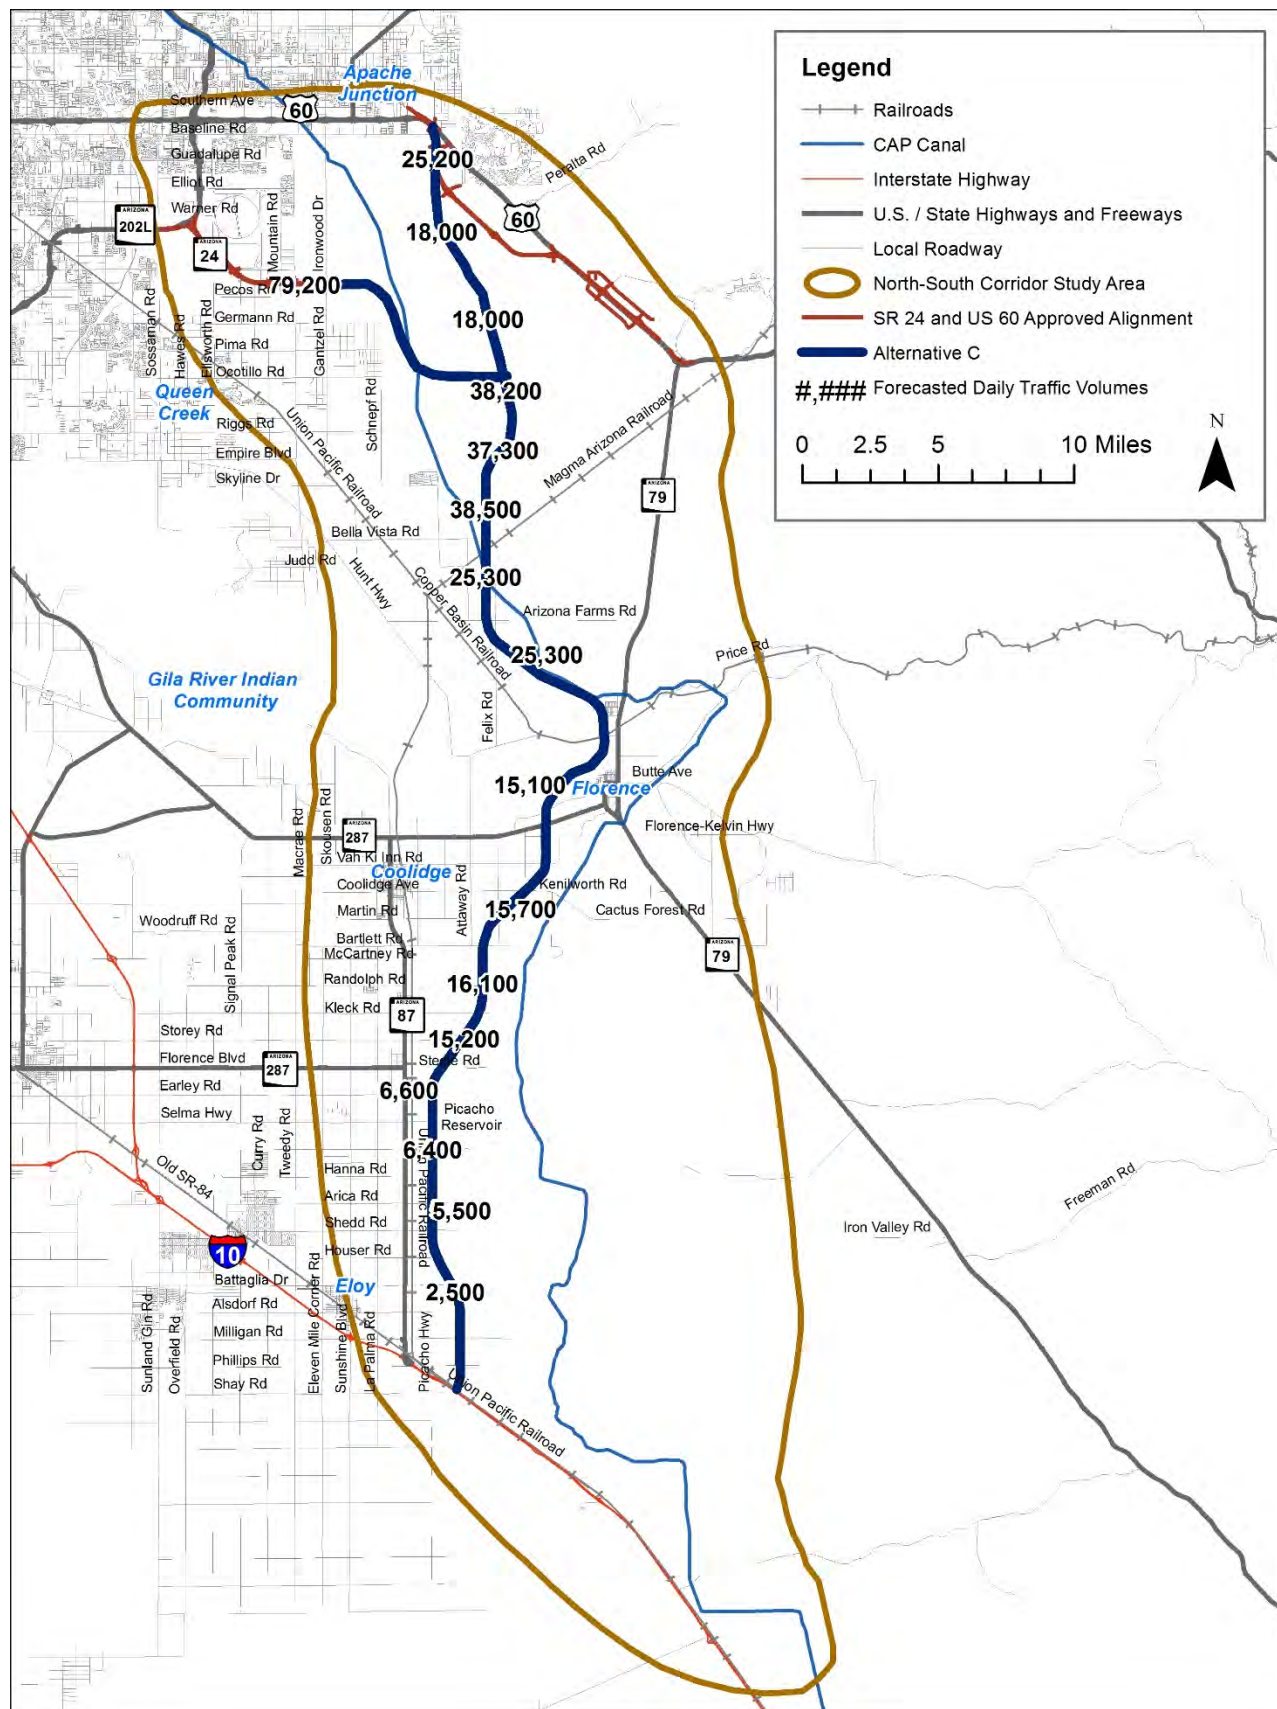 Apache
Junction
Southern Ave
60
Baseline Rd
Guadalupe Rd
Elliot Rd
Warner Rd
ARIZONA
202L
ARIZONA
24
Mountain Rd
Ironwood Dr
25,200
Peralta Rd
60
18,000
Pecos R
79,200
Germann Rd
Pima Rd
Ocotillo Rd
Sossaman Rd
Hawes Rd
Ellsworth Rd
Gantzel Rd
Schnepf Rd
18,000
38,200
Queen
Creek
Riggs Rd
Empire Blvd
Skyline Dr
Union Pacific Railroad
37,300
Magma Arizona Railroad
ARIZONA
79
38,500
Bella Vista Rd
Judd Rd
Hunt Hwy
Copper Basin Railroad
25,300
Arizona Farms Rd
25,300
Price Rd
Gila River Indian
Community
Felix Rd
15,100
Butte Ave
Florence
Florence-Kelvin Hwy
Macrae Rd
Skousen Rd
ARIZONA
287
Vah Ki Inn Rd
Coolidge
Coolidge Ave
Attaway Rd
Kenilworth Rd
Martin Rd
15,700
Cactus Forest Rd
Woodruff Rd
Signal Peak Rd
Bartlett Rd
McCartney Rd
ARIZONA
79
Randolph Rd
16,100
Kleck Rd
ARIZONA
87
Storey Rd
15,200
Florence Blvd
ARIZONA
287
Steele Rd
Earley Rd
6,600
Selma Hwy
Picacho
Reservoir
Curry Rd
Tweedy Rd
6,400
Union Pacific Railroad
Old SR-84
Hanna Rd
Arica Rd
Freeman Rd
Shedd Rd
5,500
Iron Valley Rd
10
Houser Rd
Battaglia Dr
Eloy
2,500
Alsdorf Rd
Milligan Rd
Phillips Rd
Shay Rd
Sunland Gin Rd
Overfield Rd
Eleven Mile Corner Rd
Sunshine Blvd
La Palma Rd
Picacho Hwy
Union Pacific Railroad
Legend
Railroads
CAP Canal
Interstate Highway
U.S. / State Highways and Freeways
Local Roadway
North-South Corridor Study Area
SR 24 and US 60 Approved Alignment
Alternative C
#,### Forecasted Daily Traffic Volumes
N
0 2.5 5 10 Miles